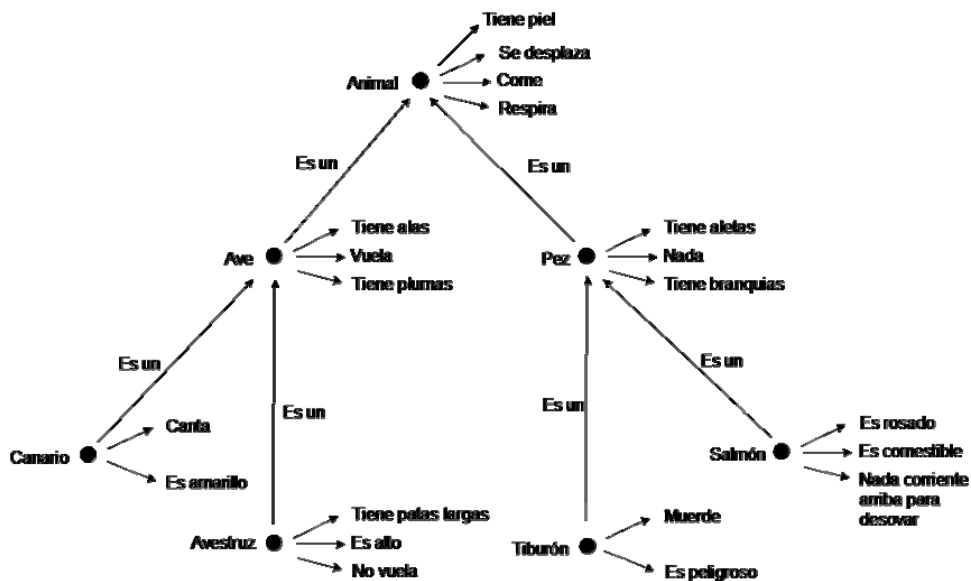 Tiene piel
Se desplaza
Animal
Come
Respira
Es un
Es un
Tiene alas
Ave
Vuela
Tiene plumas
Tiene aletas
Pez
Nada
Tiene branquias
Es un
Es un
Es un
Es un
Canta
Canario
Es amarillo
Es rosado
Salmón
Es comestible
Nada corriente
arriba para
desovar
Tiene patas largas
Avestruz
Es alto
No vuela
Muerde
Tiburón
Es peligroso